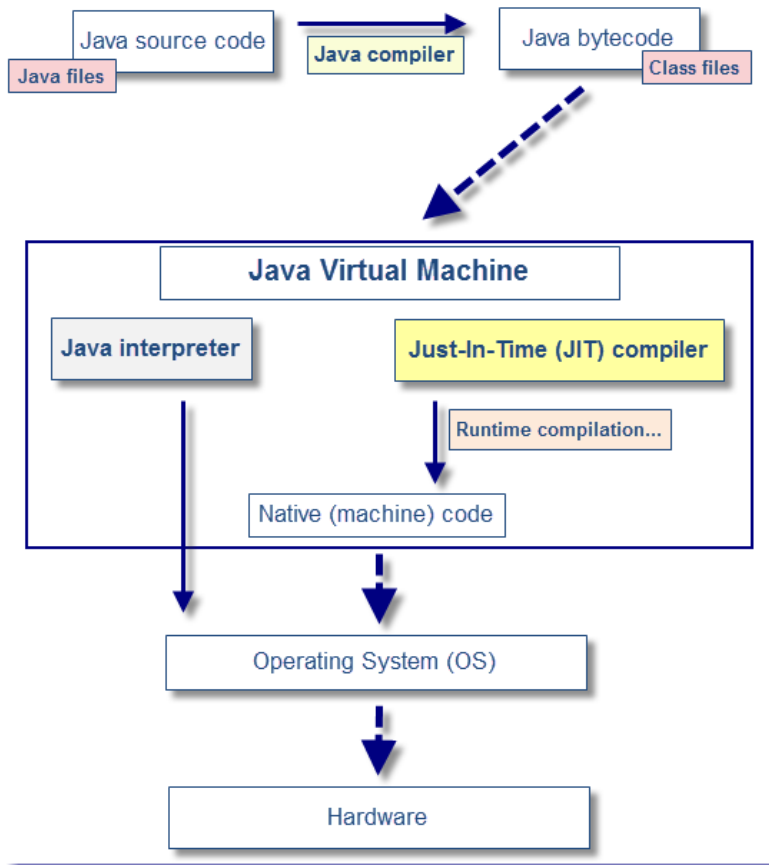 Java source code
Java files
Java compiler
Java bytecode
Class files
Java Virtual Machine
Java interpreter
Just-In-Time (JIT) compiler
Runtime compilation...
Native (machine) code
Operating System (OS)
Hardware